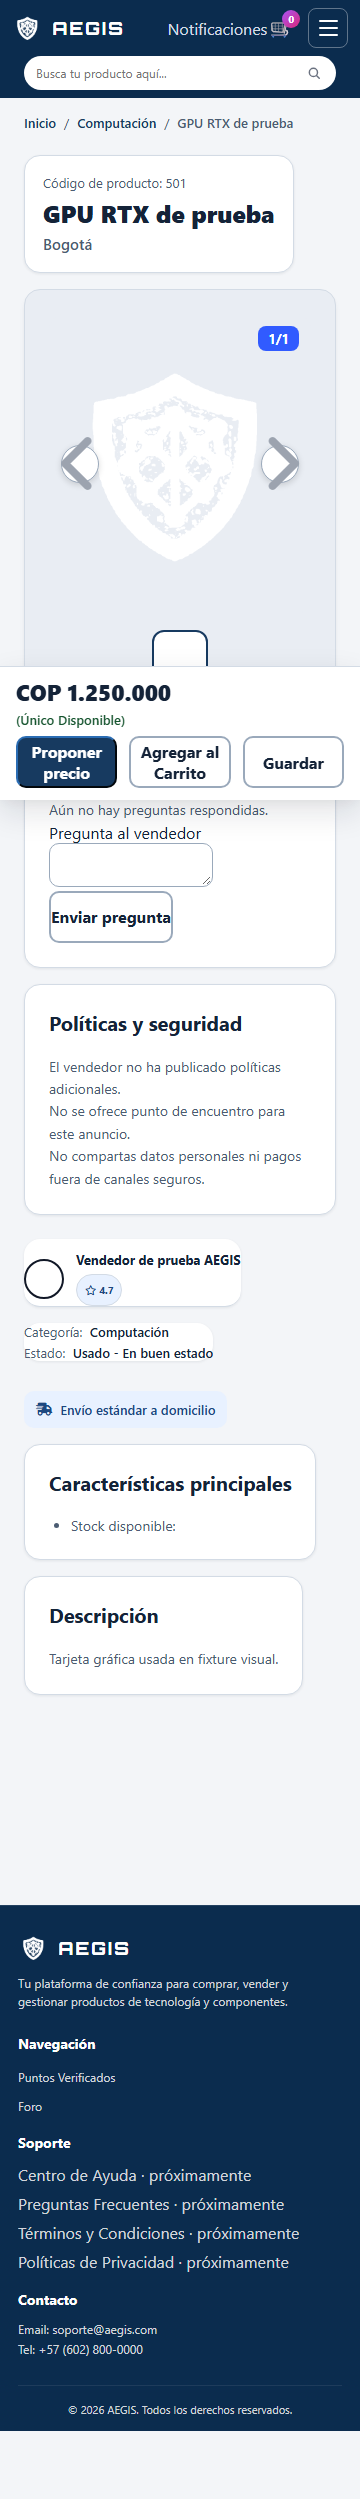 AEGIS
Notificaciones
0
Busca tu producto aquí...
Inicio / Computación / GPU RTX de prueba
Código de producto: 501
GPU RTX de prueba
Bogotá
1/1
COP 1.250.000
(Único Disponible)
Proponer precio
Agregar al Carrito
Guardar
Aún no hay preguntas respondidas.
Pregunta al vendedor
Enviar pregunta
Políticas y seguridad
El vendedor no ha publicado políticas
adicionales.
No se ofrece punto de encuentro para
este anuncio.
No compartas datos personales ni pagos
fuera de canales seguros.
Vendedor de prueba AEGIS
4.7
Categoría: Computación
Estado: Usado - En buen estado
Envío estándar a domicilio
Características principales
Stock disponible:
Descripción
Tarjeta gráfica usada en fixture visual.
AEGIS
Tu plataforma de confianza para comprar, vender y
gestionar productos de tecnología y componentes.
Navegación
Puntos Verificados
Foro
Soporte
Centro de Ayuda · próximamente
Preguntas Frecuentes · próximamente
Términos y Condiciones · próximamente
Políticas de Privacidad · próximamente
Contacto
Email: soporte@aegis.com
Tel: +57 (602) 800-0000
© 2026 AEGIS. Todos los derechos reservados.